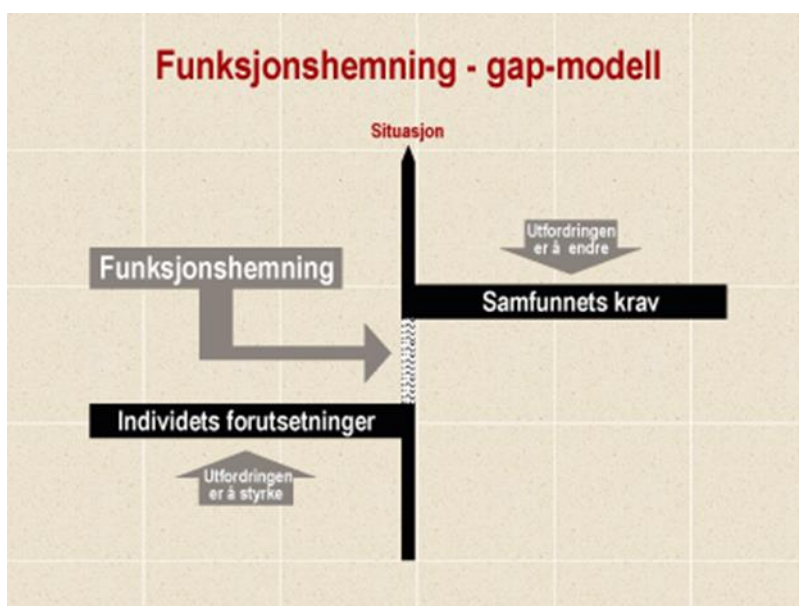 Funksjonshemning - gap-modell
Situasjon
Utfordringen
er å endre
Funksjonshemning
Samfunnets krav
Individets forutsetninger
Utfordringen
er å styrke